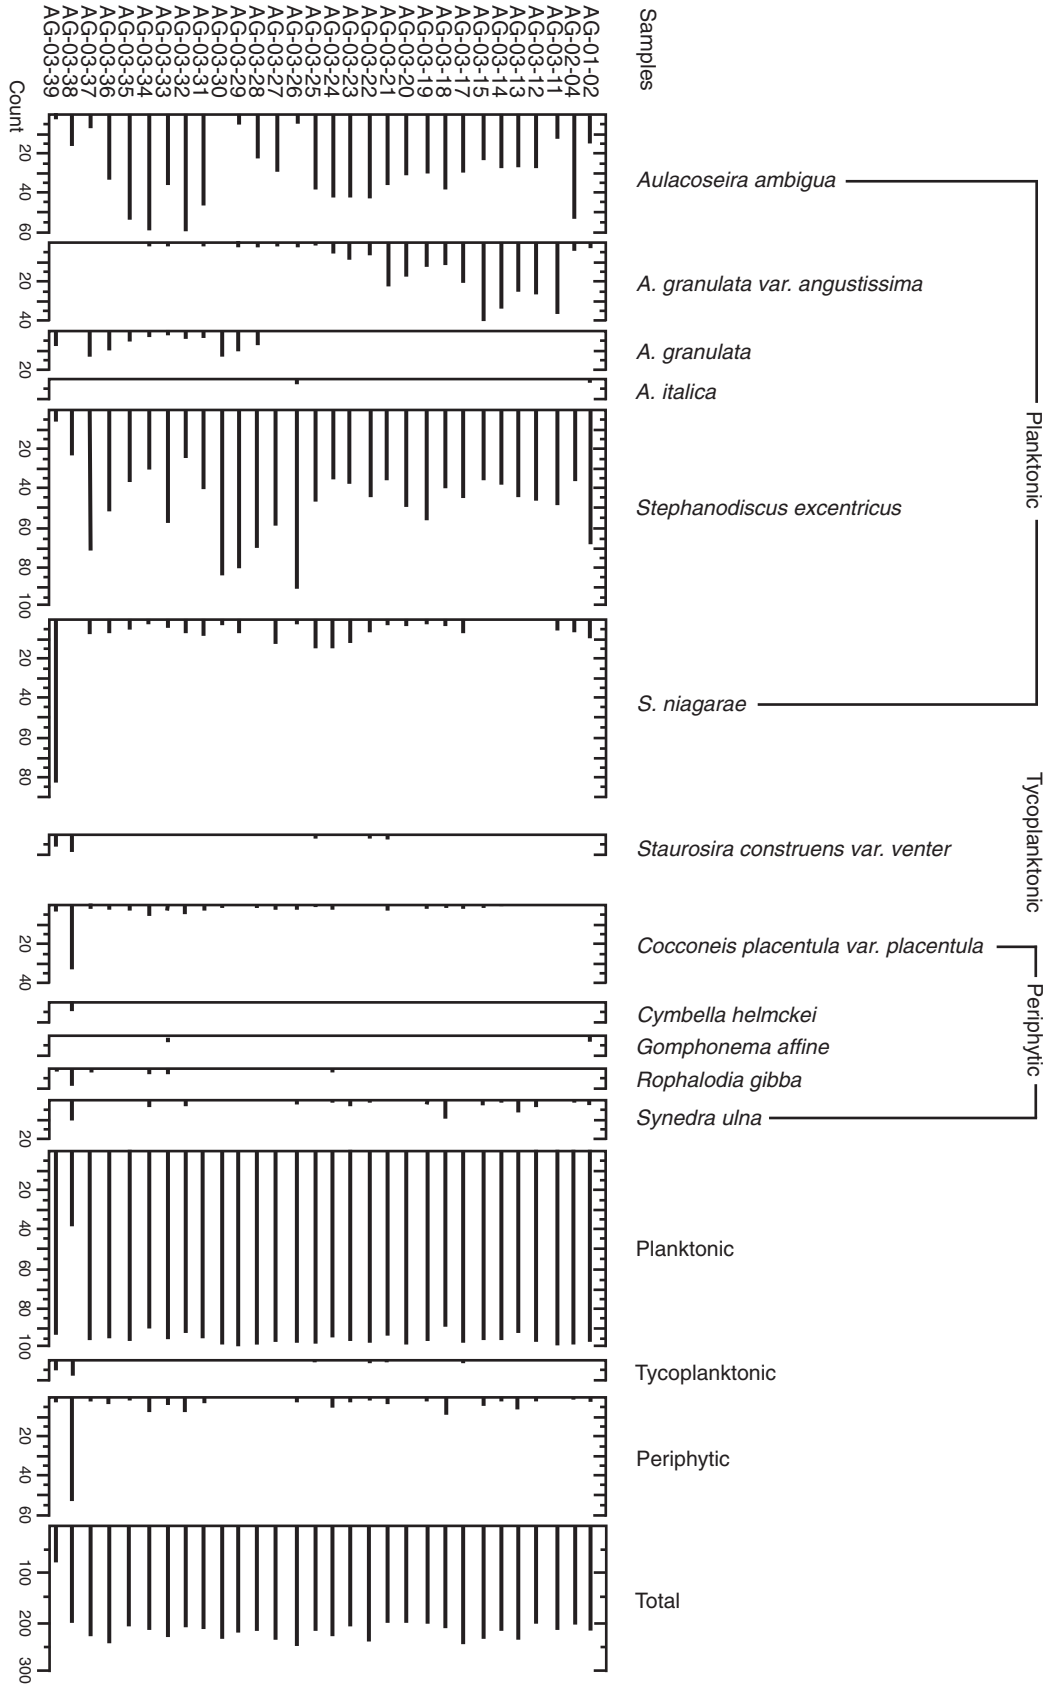 Planktonic
Tycoplanktonic
Periphytic
Samples
Aulacoseira ambigua
A. granulata var. angustissima
A. granulata
A. italica
Stephanodiscus excentricus
S. niagarae
Staurosira construens var. venter
Cocconeis placentula var. placentula
Cymbella helmckei
Gomphonema affine
Rophalodia gibba
Synedra ulna
Planktonic
Tycoplanktonic
Periphytic
Total
AG-01-02
AG-02-04
AG-03-11
AG-03-12
AG-03-13
AG-03-14
AG-03-15
AG-03-17
AG-03-18
AG-03-19
AG-03-20
AG-03-21
AG-03-22
AG-03-23
AG-03-24
AG-03-25
AG-03-26
AG-03-27
AG-03-28
AG-03-29
AG-03-30
AG-03-31
AG-03-32
AG-03-33
AG-03-34
AG-03-35
AG-03-36
AG-03-37
AG-03-38
AG-03-39
Count
20 40 60
20 40
20
20 40 60 80 100
20 40 60 80
20 40
20
20 40 60 80 100
20 40 60
100 200 300